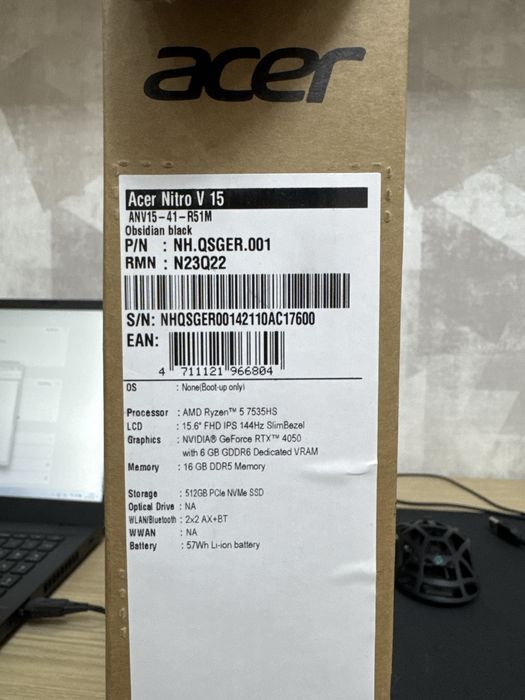 acer
Acer Nitro V 15
ANV15-41-R51M
Obsidian black
P/N : NH.QSGER.001
RMN : N23Q22
S/N: NHQSGER00142110AC17600
EAN:
4 711121 966804
OS : None(Boot-up only)
Processor : AMD Ryzen™ 5 7535HS
LCD : 15.6" FHD IPS 144Hz SlimBezel
Graphics : NVIDIA® GeForce RTX™ 4050
with 6 GB GDDR6 Dedicated VRAM
Memory : 16 GB DDR5 Memory
Storage : 512GB PCIe NVMe SSD
Optical Drive : NA
WLAN/Bluetooth : 2x2 AX+BT
WWAN : NA
Battery : 57Wh Li-ion battery